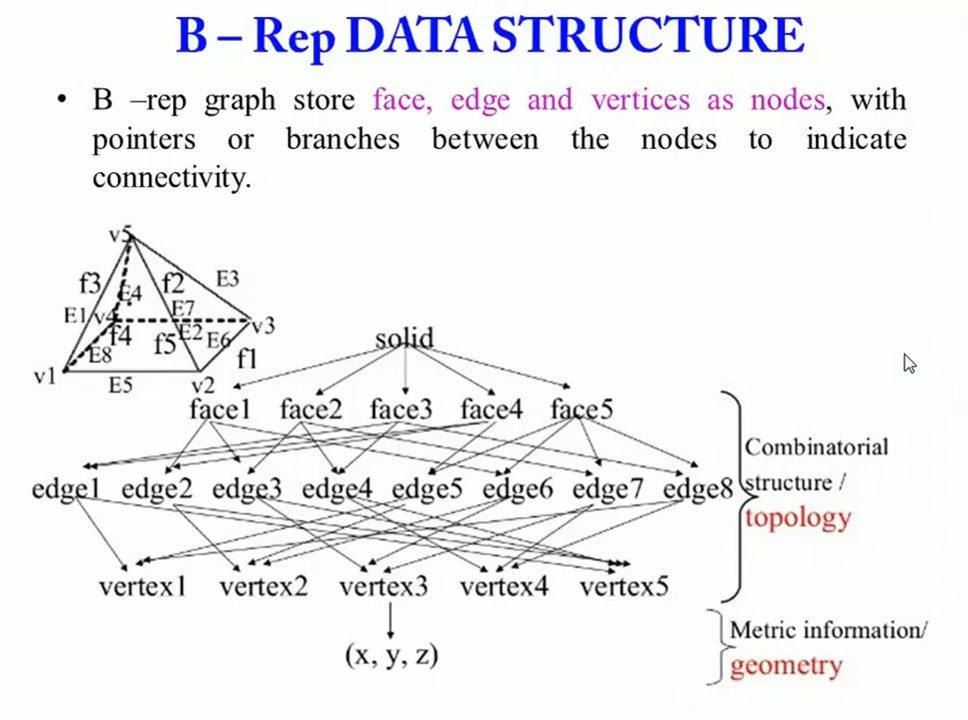 B – Rep DATA STRUCTURE
• B –rep graph store face, edge and vertices as nodes, with
pointers or branches between the nodes to indicate
connectivity.
v5
f3 f2 E3
E4
E1 v4 E7 v3
f4 f5 E2 E6
E8 f1
v1 E5 v2
solid
face1 face2 face3 face4 face5
edge1 edge2 edge3 edge4 edge5 edge6 edge7 edge8
vertex1 vertex2 vertex3 vertex4 vertex5
(x, y, z)
Combinatorial
structure /
topology
Metric information/
geometry